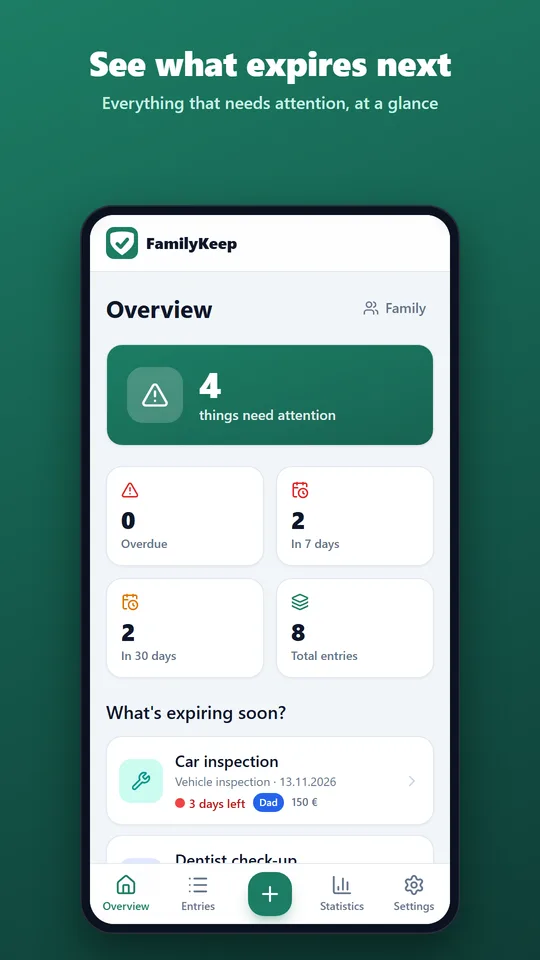 See what expires next
Everything that needs attention, at a glance
FamilyKeep
Overview
Family
4
things need attention
0
Overdue
2
In 7 days
2
In 30 days
8
Total entries
What's expiring soon?
Car inspection
Vehicle inspection · 13.11.2026
3 days left Dad 150 €
Dentist check-up
Overview Entries Statistics Settings